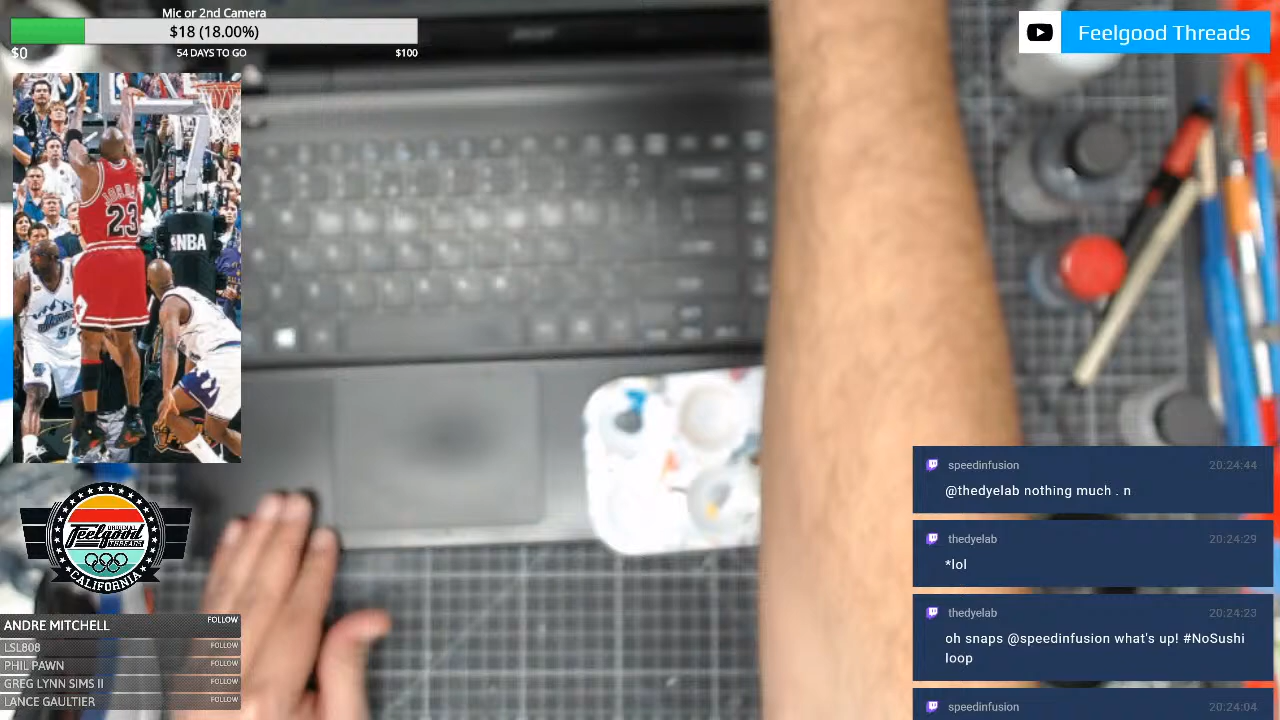 Mic or 2nd Camera
$18 (18.00%)
$0
54 DAYS TO GO
$100
Feelgood Threads
JORDAN
23
NBA
ORIGINAL
Feelgood
THREADS
CALIFORNIA
ANDRE MITCHELL FOLLOW
LSL808 FOLLOW
PHIL PAWN FOLLOW
GREG LYNN SIMS II FOLLOW
LANCE GAULTIER FOLLOW
speedinfusion 20:24:44
@thedyelab nothing much . n
thedyelab 20:24:29
*lol
thedyelab 20:24:23
oh snaps @speedinfusion what's up! #NoSushi
loop
speedinfusion 20:24:04